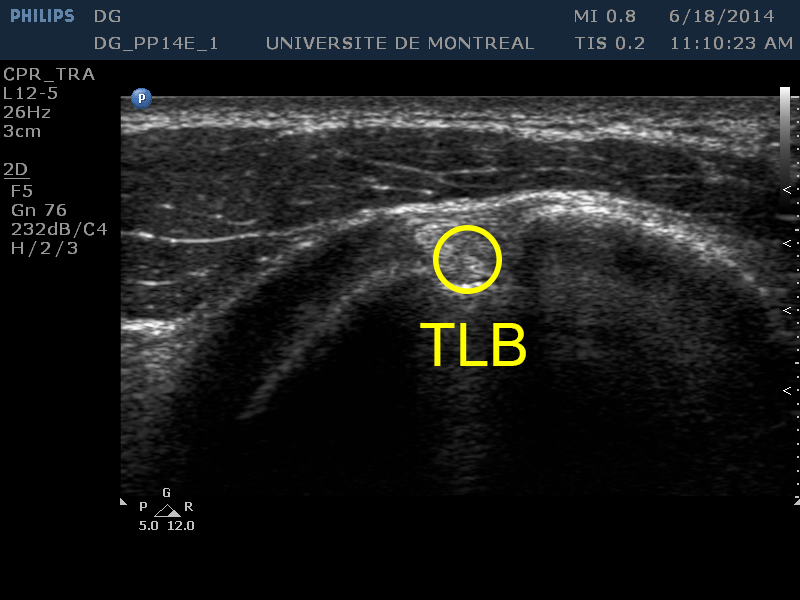 PHILIPS DG MI 0.8 6/18/2014
DG_PP14E_1 UNIVERSITE DE MONTREAL TIS 0.2 11:10:23 AM
CPR_TRA
L12-5
26Hz
3cm
2D
F5
Gn 76
232dB/C4
H/2/3
P
TLB
G
P R
5.0 12.0